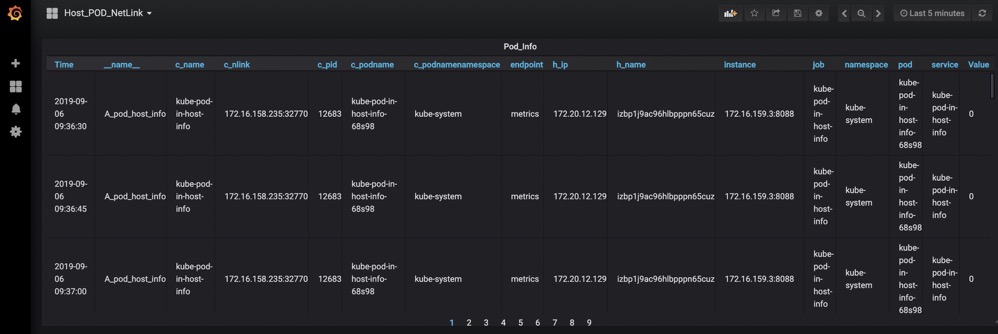 Host_POD_NetLink
Last 5 minutes
Pod_Info
Time __name__ c_name c_nlink c_pid c_podname c_podnamenamespace endpoint h_ip h_name instance job namespace pod service Value
2019-09-06 09:36:30 A_pod_host_info kube-pod-in-host-info 172.16.158.235:32770 12683 kube-pod-in-host-info-68s98 kube-system metrics 172.20.12.129 izbp1j9ac96hlbpppn65cuz 172.16.159.3:8088 kube-pod-in-host-info kube-system kube-pod-in-host-info-68s98 kube-pod-in-host-info 0
2019-09-06 09:36:45 A_pod_host_info kube-pod-in-host-info 172.16.158.235:32770 12683 kube-pod-in-host-info-68s98 kube-system metrics 172.20.12.129 izbp1j9ac96hlbpppn65cuz 172.16.159.3:8088 kube-pod-in-host-info kube-system kube-pod-in-host-info-68s98 kube-pod-in-host-info 0
2019-09-06 09:37:00 A_pod_host_info kube-pod-in-host-info 172.16.158.235:32770 12683 kube-pod-in-host-info-68s98 kube-system metrics 172.20.12.129 izbp1j9ac96hlbpppn65cuz 172.16.159.3:8088 kube-pod-in-host-info kube-system kube-pod-in-host-info-68s98 kube-pod-in-host-info 0
1 2 3 4 5 6 7 8 9